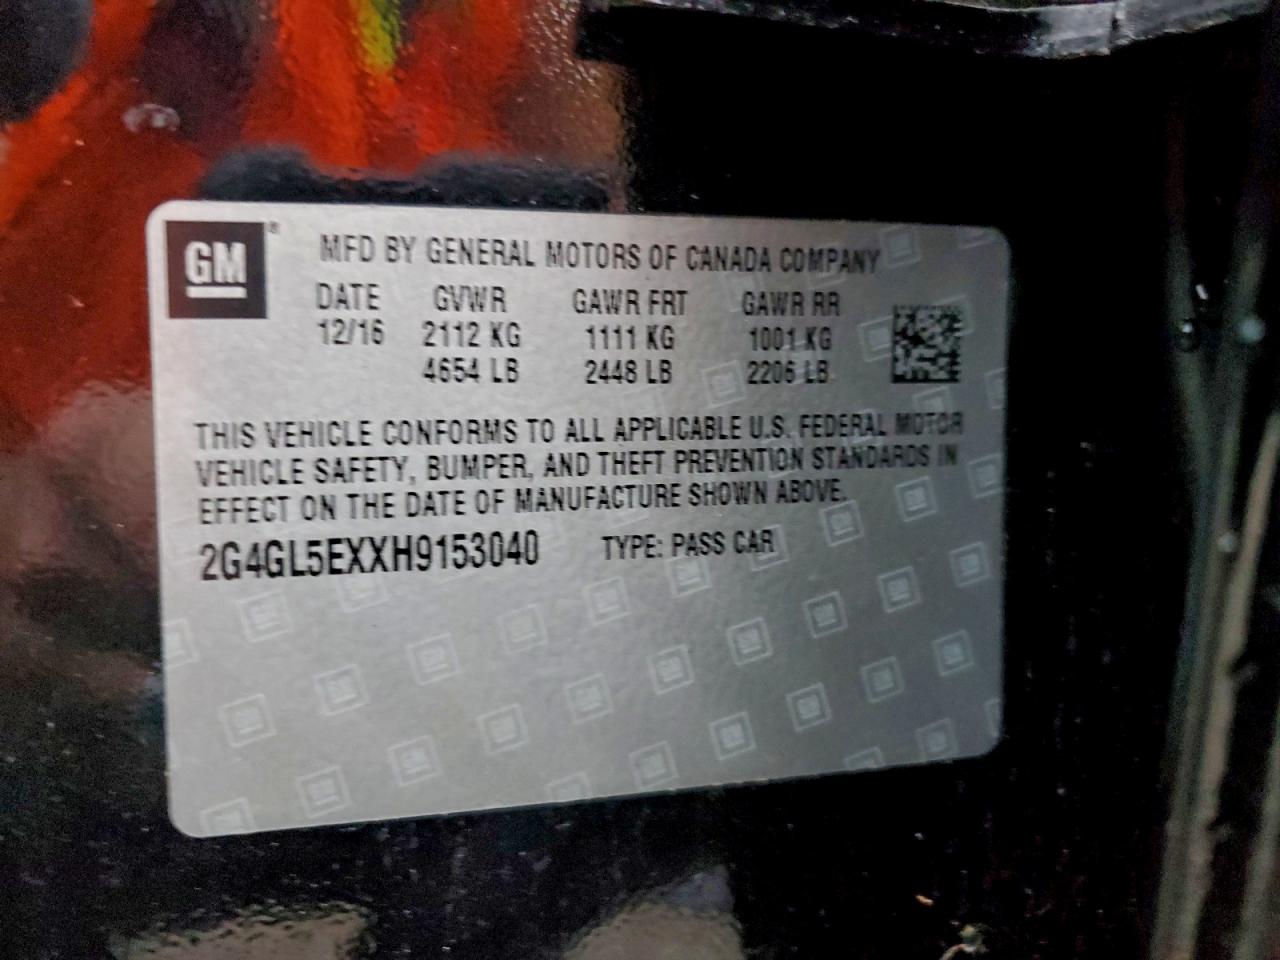 GM ® MFD BY GENERAL MOTORS OF CANADA COMPANY
DATE GVWR GAWR FRT GAWR RR
12/16 2112 KG 1111 KG 1001 KG
4654 LB 2448 LB 2206 LB
THIS VEHICLE CONFORMS TO ALL APPLICABLE U.S. FEDERAL MOTOR
VEHICLE SAFETY, BUMPER, AND THEFT PREVENTION STANDARDS IN
EFFECT ON THE DATE OF MANUFACTURE SHOWN ABOVE.
2G4GL5EXXH9153040 TYPE: PASS CAR